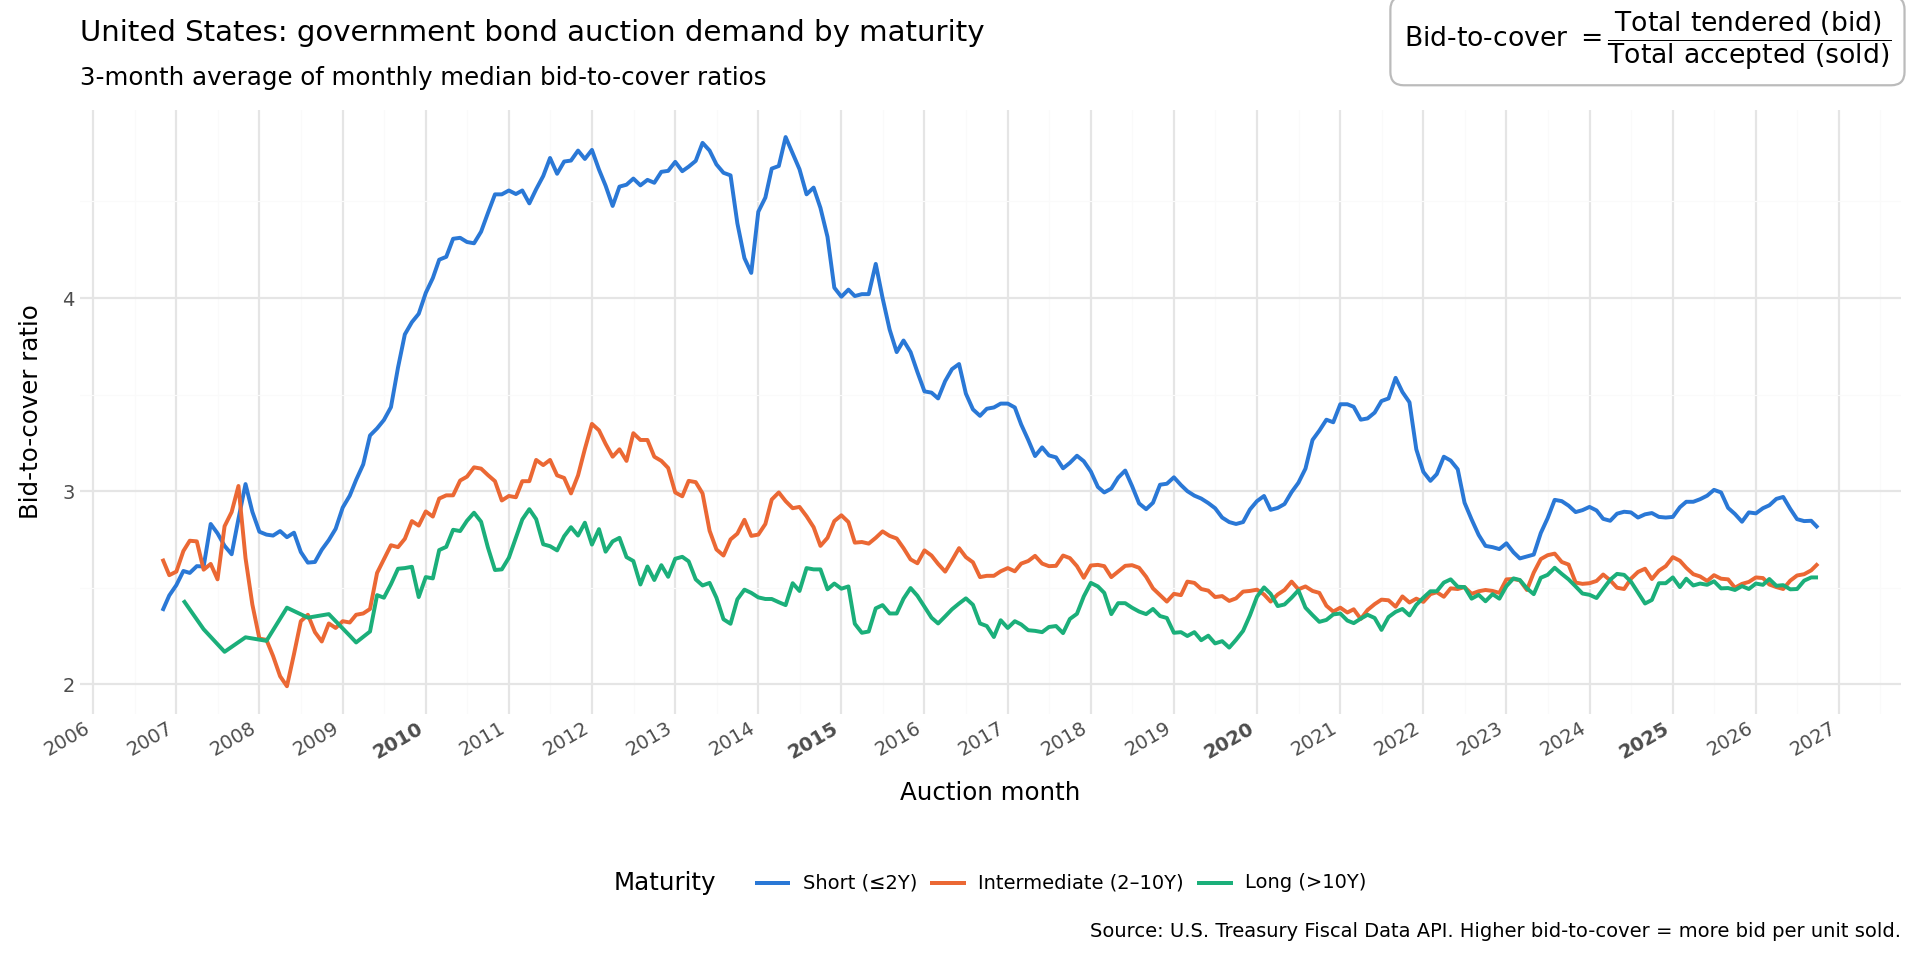 United States: government bond auction demand by maturity
3-month average of monthly median bid-to-cover ratios
Bid-to-cover = Total tendered (bid)
Total accepted (sold)
Bid-to-cover ratio
4
3
2
2006 2007 2008 2009 2010 2011 2012 2013 2014 2015 2016 2017 2018 2019 2020 2021 2022 2023 2024 2025 2026 2027
Auction month
Maturity Short (≤2Y) Intermediate (2–10Y) Long (>10Y)
Source: U.S. Treasury Fiscal Data API. Higher bid-to-cover = more bid per unit sold.